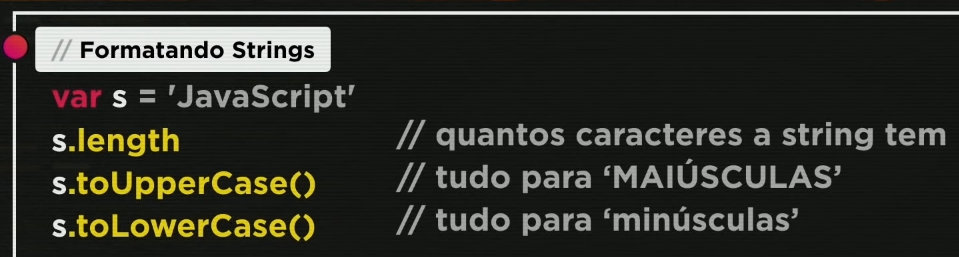 // Formatando Strings
var s = 'JavaScript'
s.length // quantos caracteres a string tem
s.toUpperCase() // tudo para ‘MAIÚSCULAS’
s.toLowerCase() // tudo para ‘minúsculas’